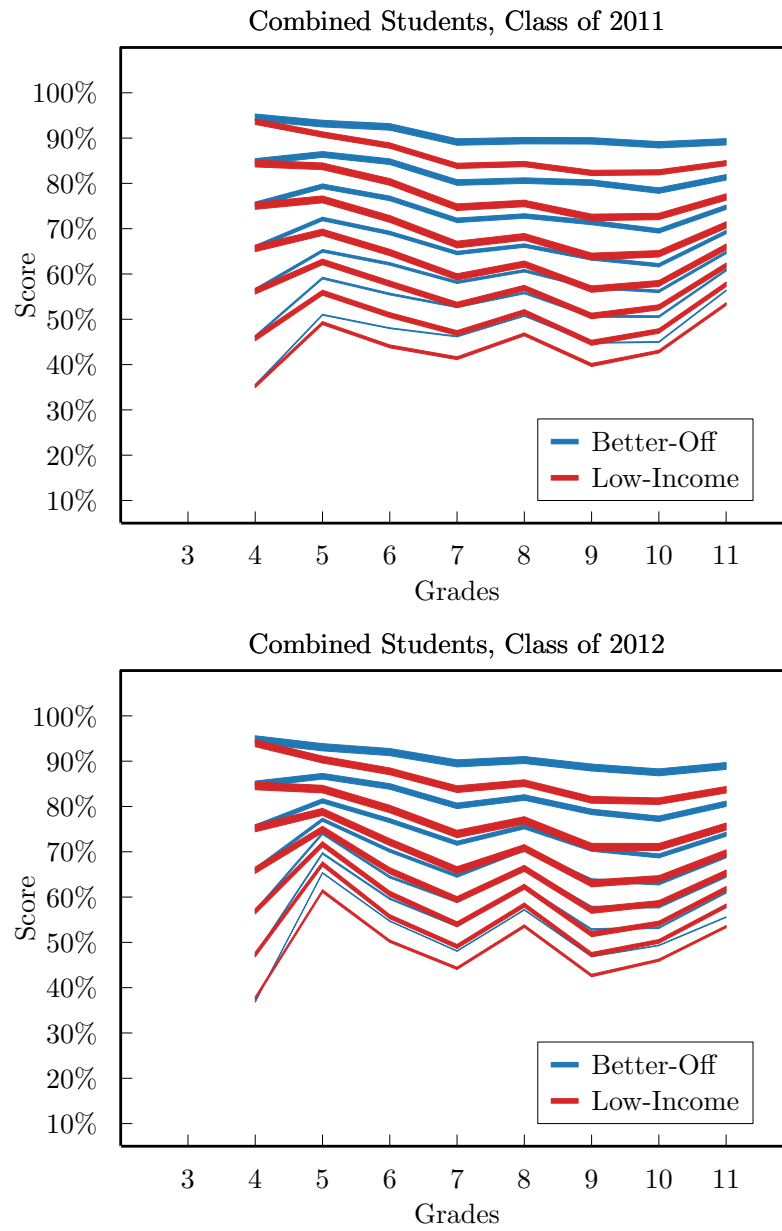 Combined Students, Class of 2011
100%
90%
80%
70%
60%
50%
40%
30%
20%
10%
Score
Better-Off
Low-Income
3 4 5 6 7 8 9 10 11
Grades
Combined Students, Class of 2012
100%
90%
80%
70%
60%
50%
40%
30%
20%
10%
Score
Better-Off
Low-Income
3 4 5 6 7 8 9 10 11
Grades